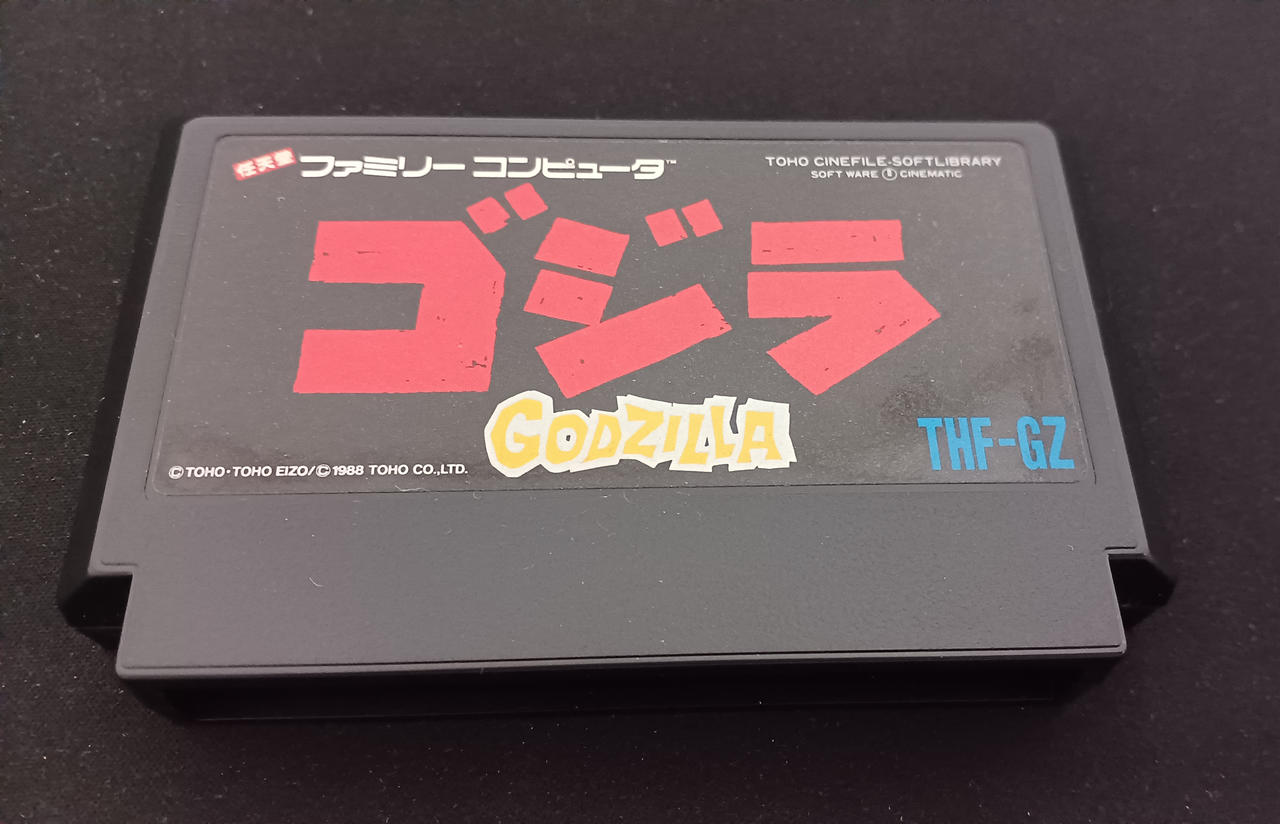 任天堂 ファミリー コンピュータ™
TOHO CINEFILE-SOFTLIBRARY
SOFT WARE CINEMATIC
ゴジラ
GODZILLA
THF-GZ
©TOHO・TOHO EIZO/©1988 TOHO CO.,LTD.